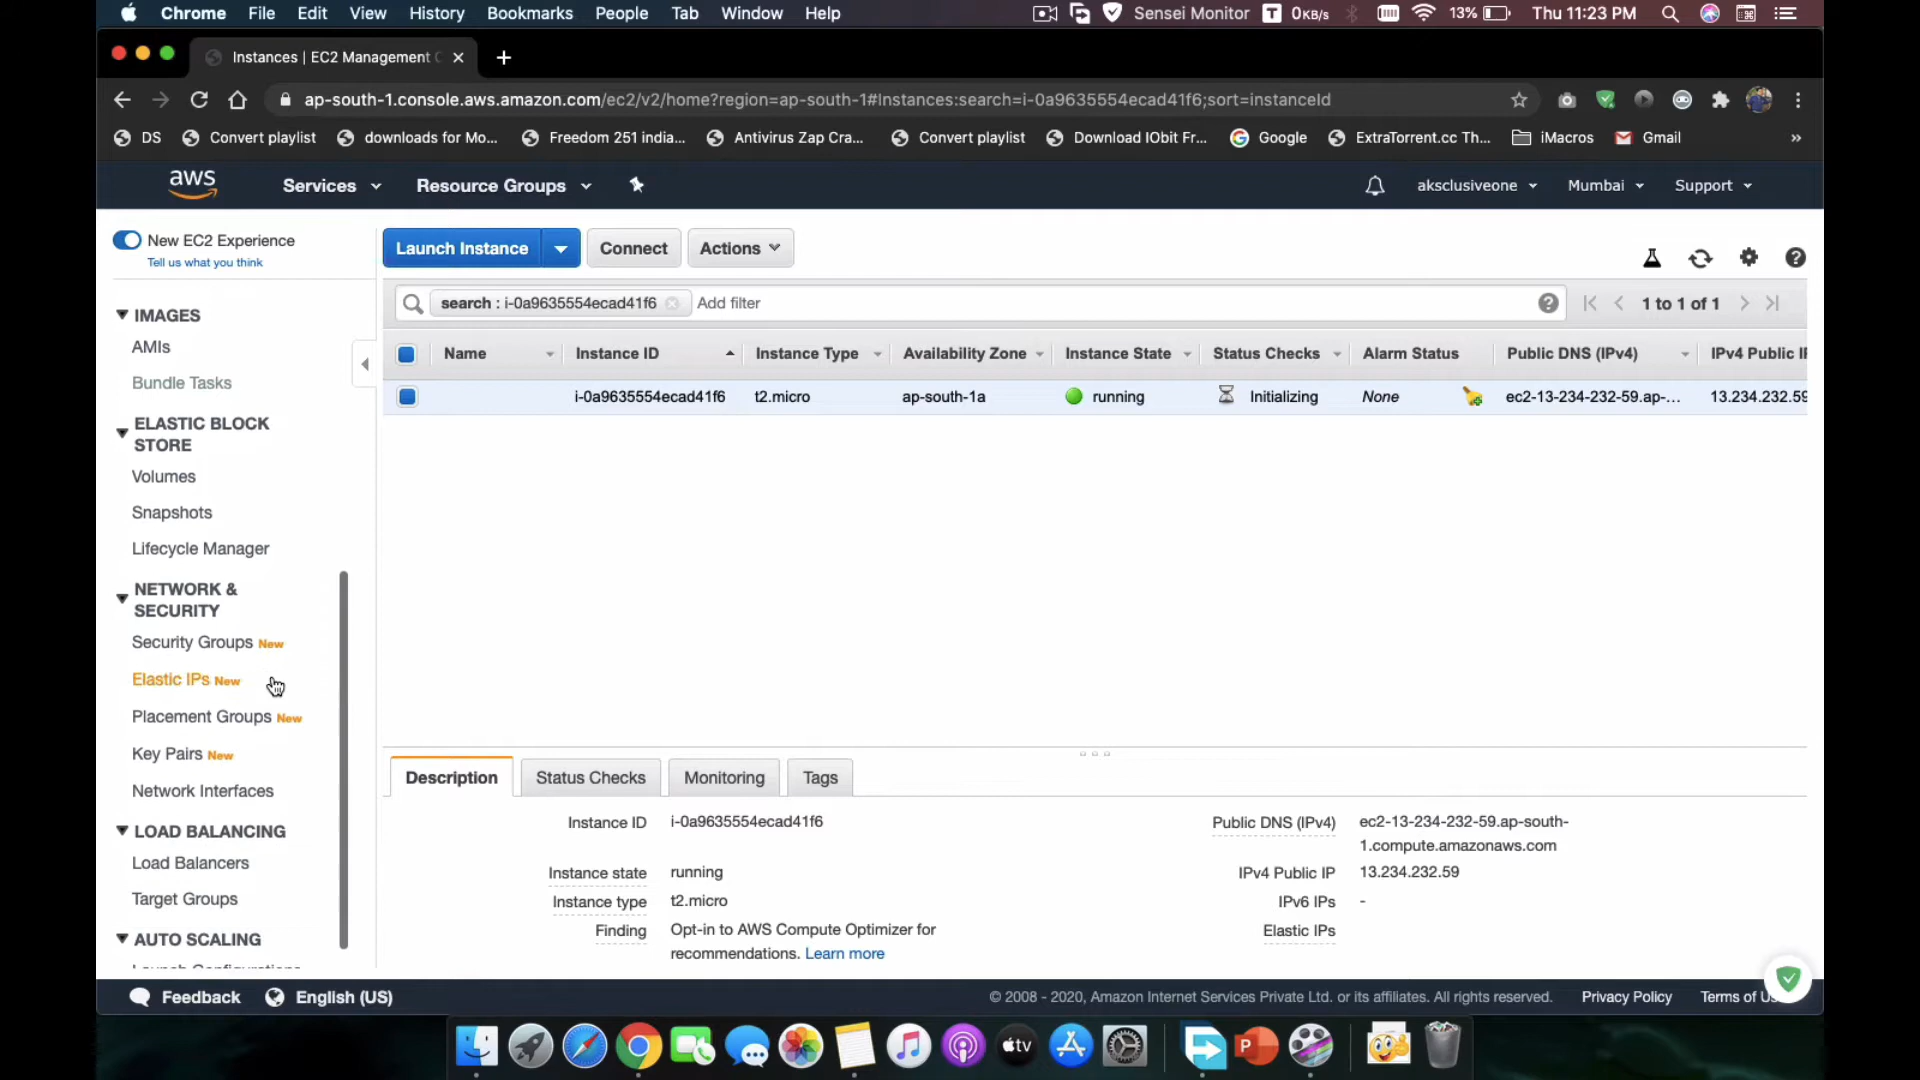 Chrome File Edit View History Bookmarks People Tab Window Help Sensei Monitor T 0KB/s 13% Thu 11:23 PM
Instances | EC2 Management C
ap-south-1.console.aws.amazon.com/ec2/v2/home?region=ap-south-1#Instances:search=i-0a9635554ecad41f6;sort=instanceId
DS Convert playlist downloads for Mo... Freedom 251 india... Antivirus Zap Cra... Convert playlist Download IObit Fr... Google ExtraTorrent.cc Th... iMacros Gmail »
aws Services Resource Groups aksclusiveone Mumbai Support
New EC2 Experience
Tell us what you think
IMAGES
AMIs
Bundle Tasks
ELASTIC BLOCK
STORE
Volumes
Snapshots
Lifecycle Manager
NETWORK &
SECURITY
Security Groups New
Elastic IPs New
Placement Groups New
Key Pairs New
Network Interfaces
LOAD BALANCING
Load Balancers
Target Groups
AUTO SCALING
Launch Configurations
Launch Instance Connect Actions
search : i-0a9635554ecad41f6 Add filter 1 to 1 of 1
Name Instance ID Instance Type Availability Zone Instance State Status Checks Alarm Status Public DNS (IPv4) IPv4 Public IP
i-0a9635554ecad41f6 t2.micro ap-south-1a running Initializing None ec2-13-234-232-59.ap-... 13.234.232.59
Description Status Checks Monitoring Tags
Instance ID i-0a9635554ecad41f6
Instance state running
Instance type t2.micro
Finding Opt-in to AWS Compute Optimizer for
recommendations. Learn more
Public DNS (IPv4) ec2-13-234-232-59.ap-south-
1.compute.amazonaws.com
IPv4 Public IP 13.234.232.59
IPv6 IPs -
Elastic IPs
Feedback English (US) © 2008 - 2020, Amazon Internet Services Private Ltd. or its affiliates. All rights reserved. Privacy Policy Terms of Us
tv
P